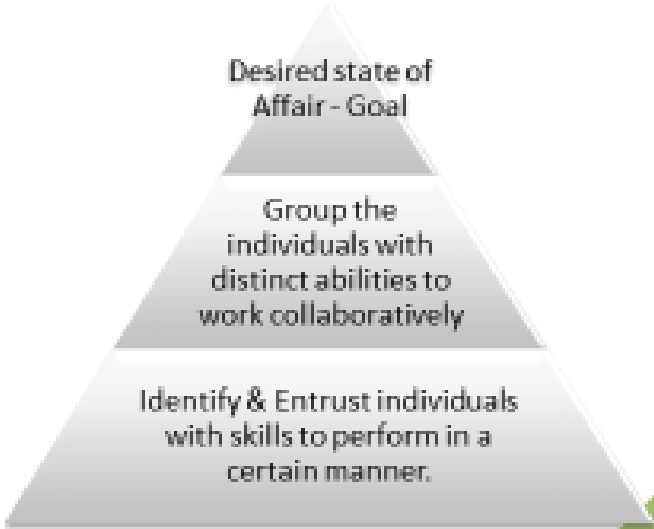 Desired state of
Affair - Goal
Group the
individuals with
distinct abilities to
work collaboratively
Identify & Entrust individuals
with skills to perform in a
certain manner.